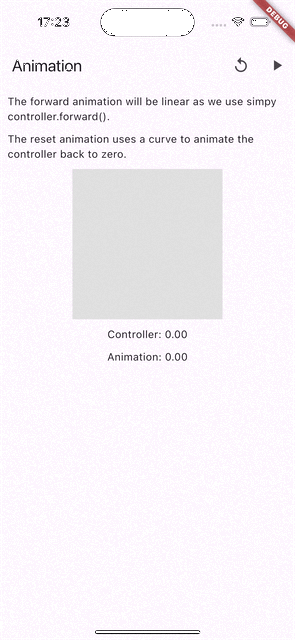 17:23
DEBUG
Animation
The forward animation will be linear as we use simpy
controller.forward().
The reset animation uses a curve to animate the
controller back to zero.
Controller: 0.00
Animation: 0.00